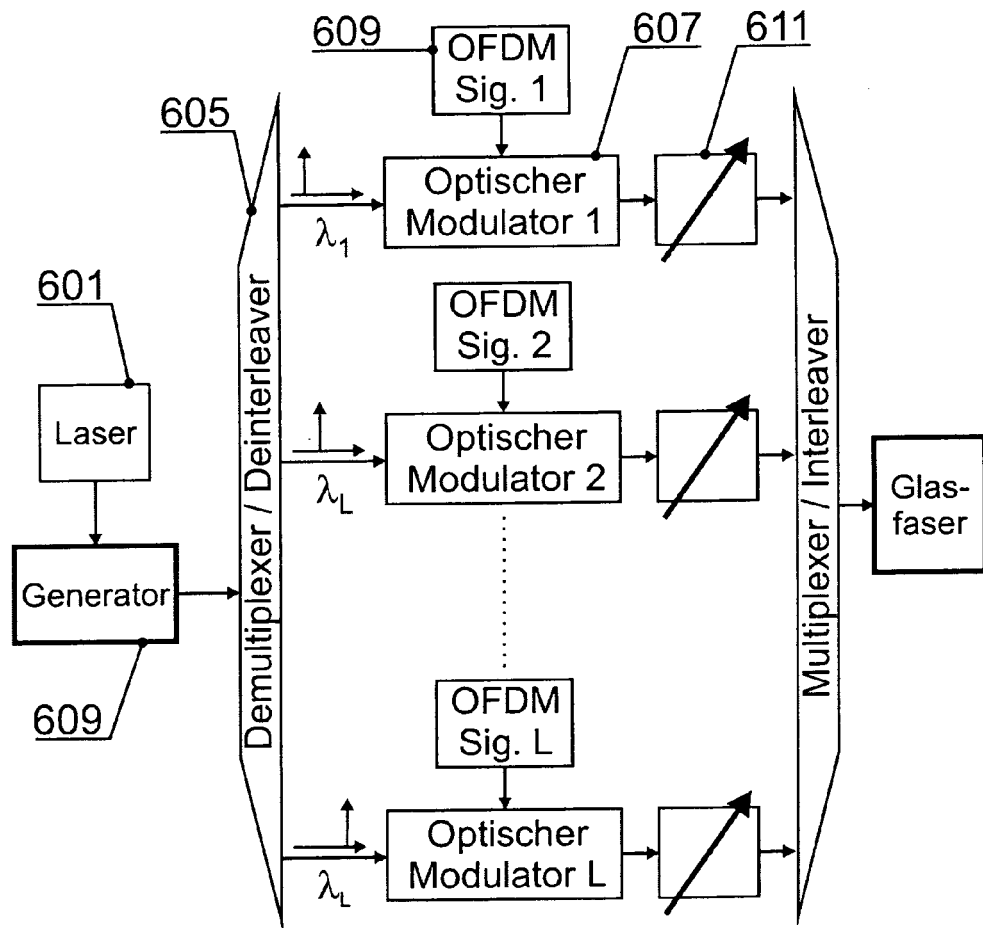 609
OFDM
Sig. 1
607
611
605
Optischer
Modulator 1
λ1
601
Laser
Generator
609
Demultiplexer / Deinterleaver
OFDM
Sig. 2
Optischer
Modulator 2
λL
OFDM
Sig. L
Optischer
Modulator L
λL
Multiplexer / Interleaver
Glas-
faser